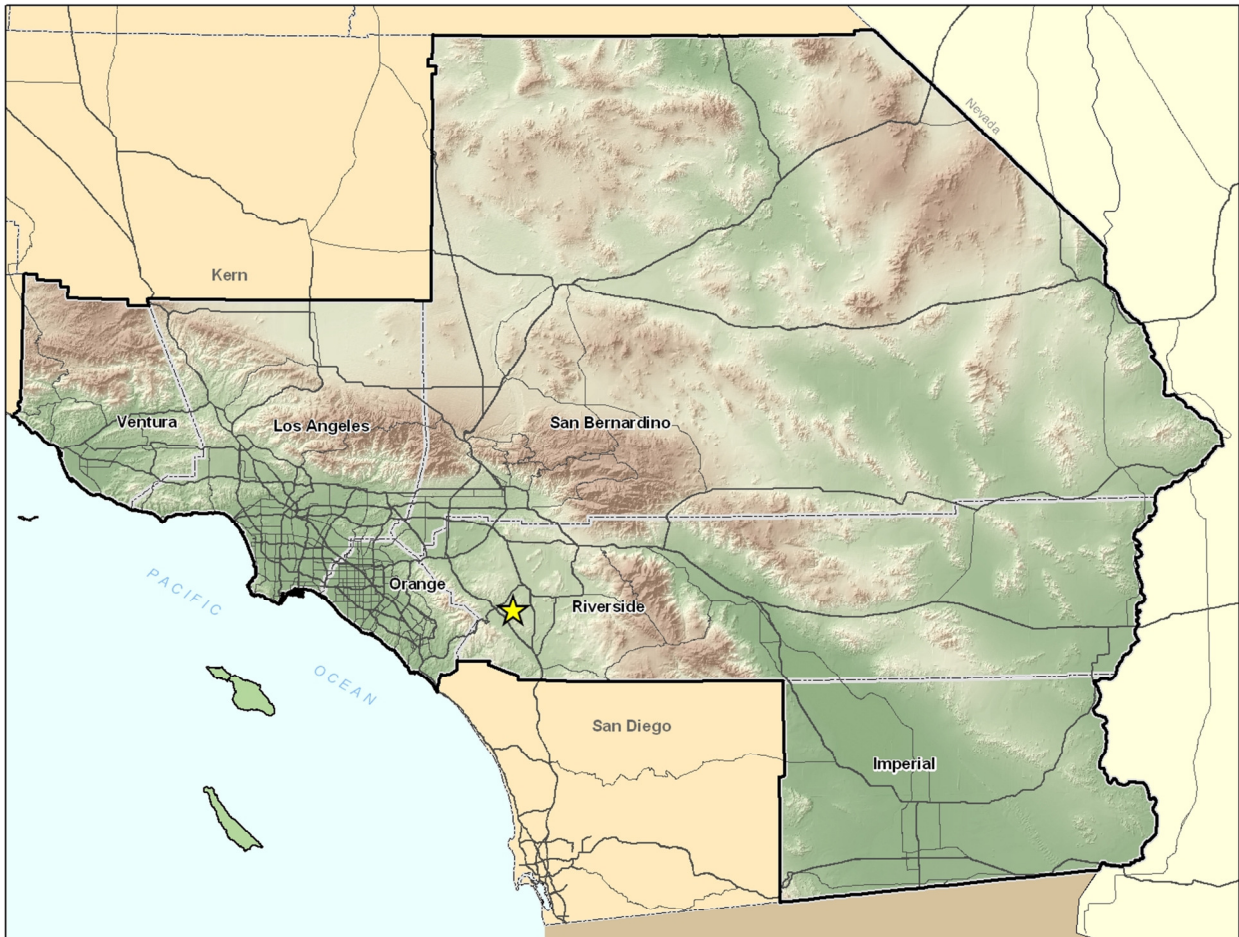 Nevada
Kern
Ventura
Los Angeles
San Bernardino
PACIFIC
OCEAN
Orange
Riverside
San Diego
Imperial